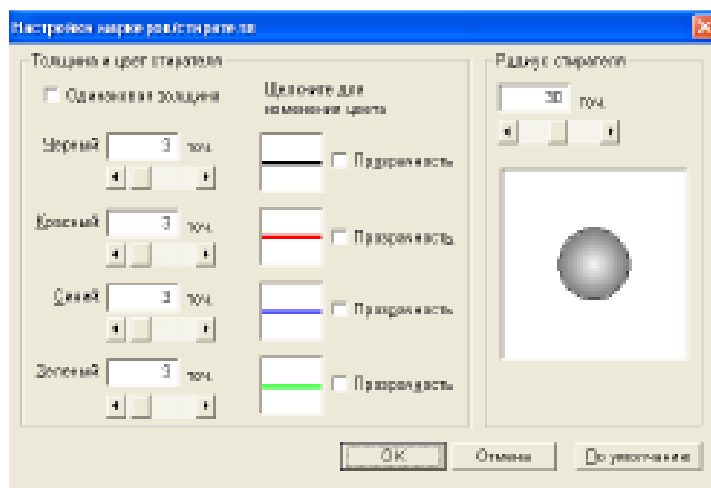 Настройки маркеров/стирателя
Толщина и цвет стирателя
Одинаковая толщина
Щелкните для
изменения цвета
Черный 3 точ.
Прозрачность
Красный 3 точ.
Прозрачность
Синий 3 точ.
Прозрачность
Зеленый 3 точ.
Прозрачность
Радиус стирателя
30 точ.
OK
Отмена
По умолчанию